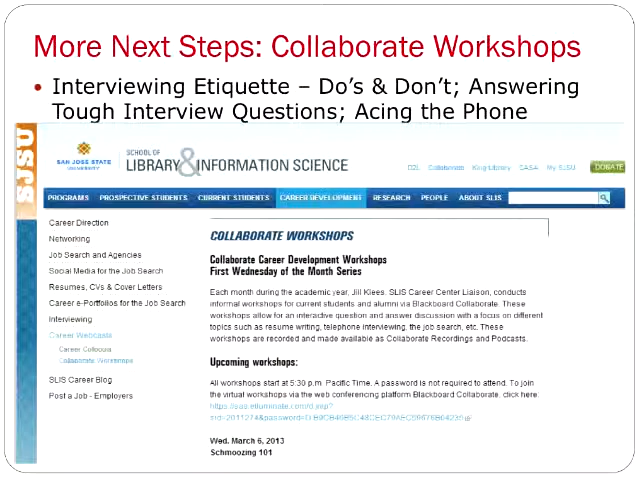 More Next Steps: Collaborate Workshops
• Interviewing Etiquette – Do's & Don't; Answering
Tough Interview Questions; Acing the Phone
SJSU
SAN JOSE STATE
UNIVERSITY
SCHOOL OF
LIBRARY & INFORMATION SCIENCE
D2L Collaborate King Library CASA My SJSU DONATE
PROGRAMS PROSPECTIVE STUDENTS CURRENT STUDENTS CAREER DEVELOPMENT RESEARCH PEOPLE ABOUT SLIS
Career Direction
Networking
Job Search and Agencies
Social Media for the Job Search
Resumes, CVs & Cover Letters
Career e-Portfolios for the Job Search
Interviewing
Career Webcasts
Career Colloquia
Collaborate Workshops
SLIS Career Blog
Post a Job - Employers
COLLABORATE WORKSHOPS
Collaborate Career Development Workshops
First Wednesday of the Month Series
Each month during the academic year, Jill Klees, SLIS Career Center Liaison, conducts
informal workshops for current students and alumni via Blackboard Collaborate. These
workshops allow for an interactive question and answer discussion with a focus on different
topics such as resume writing, telephone interviewing, the job search, etc. These
workshops are recorded and made available as Collaborate Recordings and Podcasts.
Upcoming workshops:
All workshops start at 5:30 p.m. Pacific Time. A password is not required to attend. To join
the virtual workshops via the web conferencing platform Blackboard Collaborate, click here:
Wed. March 6, 2013
Schmoozing 101